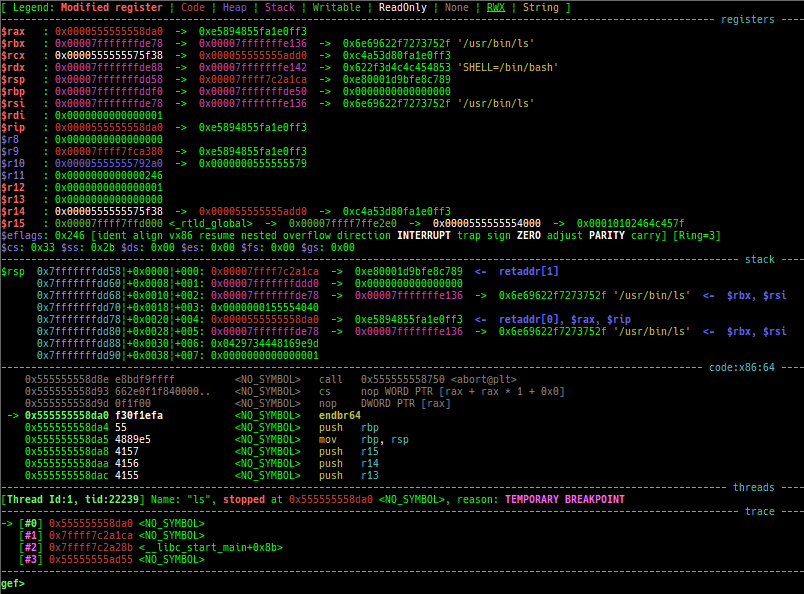 [ Legend: Modified register | Code | Heap | Stack | Writable | ReadOnly | None | RWX | String ]
registers
$rax   : 0x0000555555558da0  ->  0xe5894855fa1e0ff3
$rbx   : 0x00007fffffffde78  ->  0x00007fffffffe136  ->  0x6e69622f7273752f '/usr/bin/ls'
$rcx   : 0x0000555555575f38  ->  0x000055555555add0  ->  0xc4a53d80fa1e0ff3
$rdx   : 0x00007fffffffde88  ->  0x00007fffffffe142  ->  0x622f3d4c4c454853 'SHELL=/bin/bash'
$rsp   : 0x00007fffffffdd58  ->  0x00007ffff7c2a1ca  ->  0xe80001d9bfe8c789
$rbp   : 0x00007fffffffddf0  ->  0x00007fffffffde50  ->  0x0000000000000000
$rsi   : 0x00007fffffffde78  ->  0x00007fffffffe136  ->  0x6e69622f7273752f '/usr/bin/ls'
$rdi   : 0x0000000000000001
$rip   : 0x0000555555558da0  ->  0xe5894855fa1e0ff3
$r8    : 0x0000000000000000
$r9    : 0x00007ffff7fca380  ->  0xe5894855fa1e0ff3
$r10   : 0x00005555555792a0  ->  0x0000000555555579
$r11   : 0x0000000000000246
$r12   : 0x0000000000000001
$r13   : 0x0000000000000000
$r14   : 0x0000555555575f38  ->  0x000055555555add0  ->  0xc4a53d80fa1e0ff3
$r15   : 0x00007ffff7ffd000 <_rtld_global>  ->  0x00007ffff7ffe2e0  ->  0x0000555555554000  ->  0x00010102464c457f
$eflags: 0x246 [ident align vx86 resume nested overflow direction INTERRUPT trap sign ZERO adjust PARITY carry] [Ring=3]
$cs: 0x33 $ss: 0x2b $ds: 0x00 $es: 0x00 $fs: 0x00 $gs: 0x00
stack
$rsp  0x7fffffffdd58|+0x0000|+000: 0x00007ffff7c2a1ca  ->  0xe80001d9bfe8c789  <-  retaddr[1]
0x7fffffffdd60|+0x0008|+001: 0x00007fffffffddd0  ->  0x0000000000000000
0x7fffffffdd68|+0x0010|+002: 0x00007fffffffde78  ->  0x00007fffffffe136  ->  0x6e69622f7273752f '/usr/bin/ls'  <-  $rbx, $rsi
0x7fffffffdd70|+0x0018|+003: 0x0000000155554040
0x7fffffffdd78|+0x0020|+004: 0x0000555555558da0  ->  0xe5894855fa1e0ff3  <-  retaddr[0], $rax, $rip
0x7fffffffdd80|+0x0028|+005: 0x00007fffffffde78  ->  0x00007fffffffe136  ->  0x6e69622f7273752f '/usr/bin/ls'  <-  $rbx, $rsi
0x7fffffffdd88|+0x0030|+006: 0x0429734448169e9d
0x7fffffffdd90|+0x0038|+007: 0x0000000000000001
code:x86:64
0x555555558d8e e8bdf9ffff          <NO_SYMBOL>   call   0x555555558750 <abort@plt>
0x555555558d93 662e0f1f840000..    <NO_SYMBOL>   cs     nop WORD PTR [rax + rax * 1 + 0x0]
0x555555558d9d 0f1f00              <NO_SYMBOL>   nop    DWORD PTR [rax]
-> 0x555555558da0 f30f1efa            <NO_SYMBOL>   endbr64
0x555555558da4 55                  <NO_SYMBOL>   push   rbp
0x555555558da5 4889e5              <NO_SYMBOL>   mov    rbp, rsp
0x555555558da8 4157                <NO_SYMBOL>   push   r15
0x555555558daa 4156                <NO_SYMBOL>   push   r14
0x555555558dac 4155                <NO_SYMBOL>   push   r13
threads
[Thread Id:1, tid:22239] Name: "ls", stopped at 0x555555558da0 <NO_SYMBOL>, reason: TEMPORARY BREAKPOINT
trace
-> [#0] 0x555555558da0 <NO_SYMBOL>
[#1] 0x7ffff7c2a1ca <NO_SYMBOL>
[#2] 0x7ffff7c2a28b <__libc_start_main+0x8b>
[#3] 0x55555555ad55 <NO_SYMBOL>
gef>